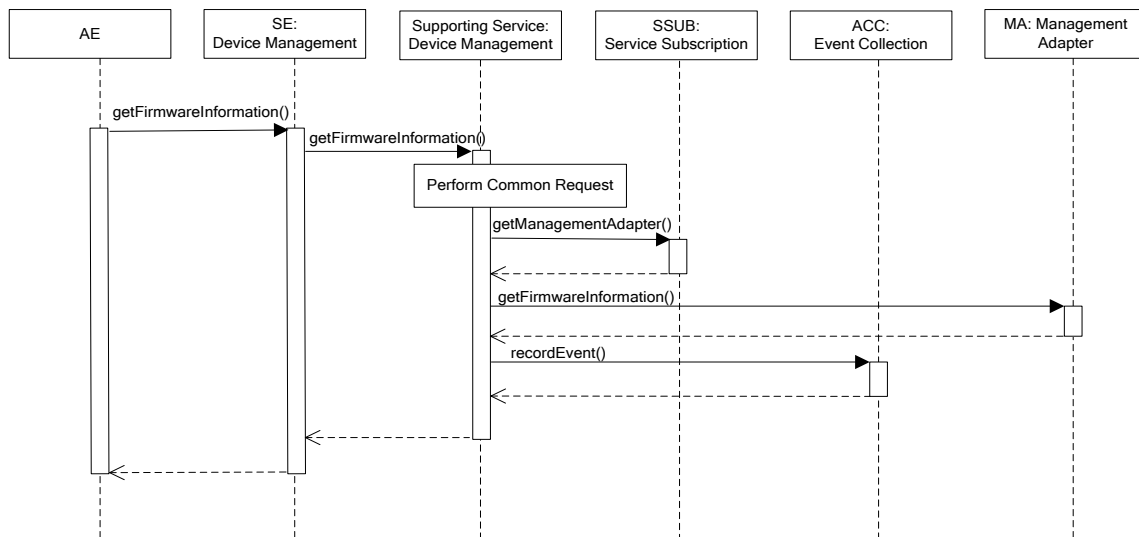 AE
SE:
Device Management
Supporting Service:
Device Management
SSUB:
Service Subscription
ACC:
Event Collection
MA: Management
Adapter
getFirmwareInformation()
getFirmwareInformation()
Perform Common Request
getManagementAdapter()
getFirmwareInformation()
recordEvent()